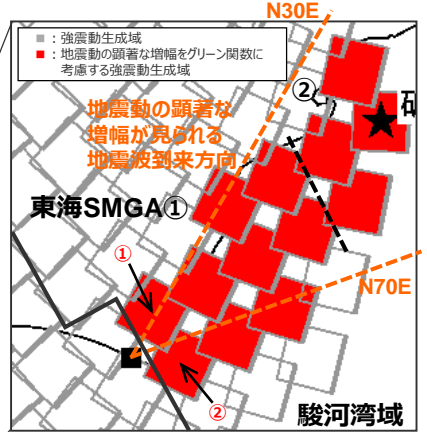 N30E
■：強震動生成域
■：地震動の顕著な増幅をグリーン関数に
考慮する強震動生成域
②
地震動の顕著な
増幅が見られる
地震波到来方向
東海SMGA①
①
N70E
②
駿河湾域